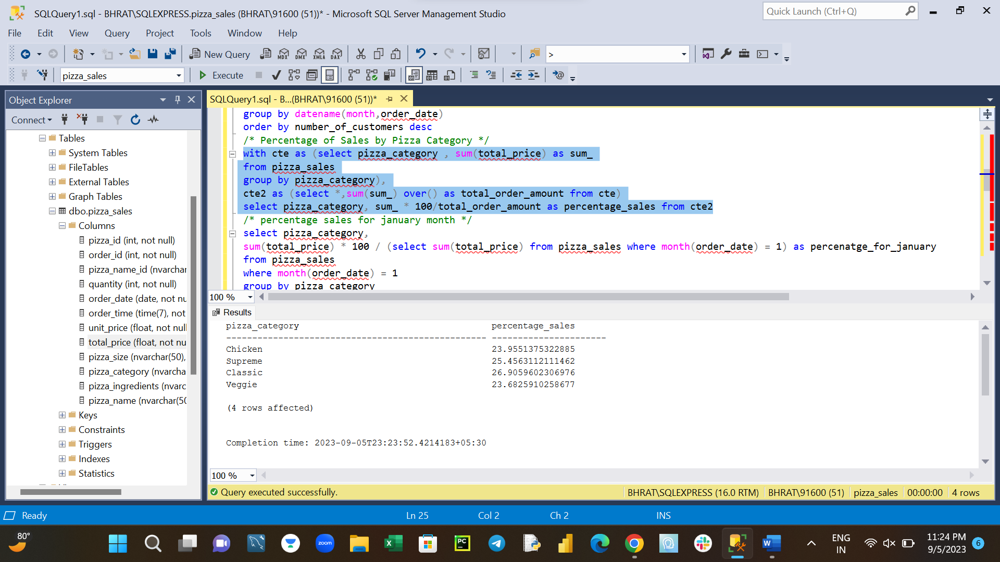 SQLQuery1.sql - BHRAT\SQLEXPRESS.pizza_sales (BHRAT\91600 (51))* - Microsoft SQL Server Management Studio
Quick Launch (Ctrl+Q)
File Edit View Query Project Tools Window Help
New Query MDX DMX XMLA DAX >
pizza_sales Execute
Object Explorer
Connect
Tables
System Tables
FileTables
External Tables
Graph Tables
dbo.pizza_sales
Columns
pizza_id (int, not null)
order_id (int, not null)
pizza_name_id (nvarchar
quantity (int, not null)
order_date (date, not nu
order_time (time(7), not
unit_price (float, not null
total_price (float, not nu
pizza_size (nvarchar(50),
pizza_category (nvarcha
pizza_ingredients (nvarc
pizza_name (nvarchar(50
Keys
Constraints
Triggers
Indexes
Statistics
SQLQuery1.sql - B...(BHRAT\91600 (51))*
group by datename(month,order_date)
order by number_of_customers desc
/* Percentage of Sales by Pizza Category */
with cte as (select pizza_category , sum(total_price) as sum_
from pizza_sales
group by pizza_category),
cte2 as (select *,sum(sum_) over() as total_order_amount from cte)
select pizza_category, sum_ * 100/total_order_amount as percentage_sales from cte2
/* percentage sales for january month */
select pizza_category,
sum(total_price) * 100 / (select sum(total_price) from pizza_sales where month(order_date) = 1) as percenatge_for_january
from pizza_sales
where month(order_date) = 1
group by pizza_category
100 %
Results
pizza_category percentage_sales
-------------------------------------------------- ----------------------
Chicken 23.9551375322885
Supreme 25.4563112111462
Classic 26.9059602306976
Veggie 23.6825910258677
(4 rows affected)
Completion time: 2023-09-05T23:23:52.4214183+05:30
100 %
Query executed successfully. BHRAT\SQLEXPRESS (16.0 RTM) BHRAT\91600 (51) pizza_sales 00:00:00 4 rows
Ready Ln 25 Col 2 Ch 2 INS
80°
zoom
PC
ENG
IN
11:24 PM
9/5/2023
6